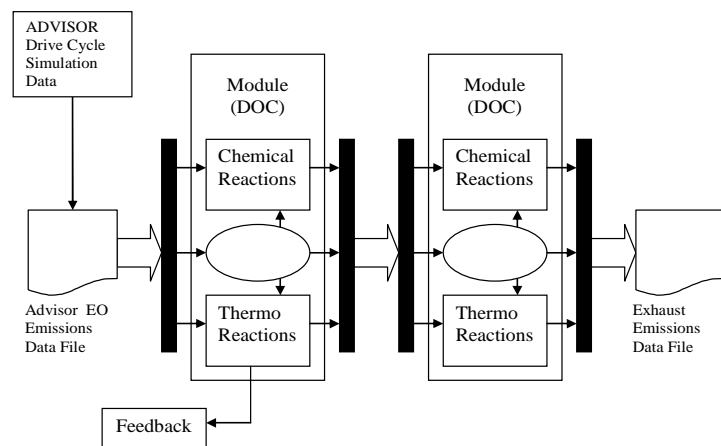 ADVISOR
Drive Cycle
Simulation
Data
Module
(DOC)
Chemical
Reactions
Thermo
Reactions
Module
(DOC)
Chemical
Reactions
Thermo
Reactions
Advisor EO
Emissions
Data File
Exhaust
Emissions
Data File
Feedback